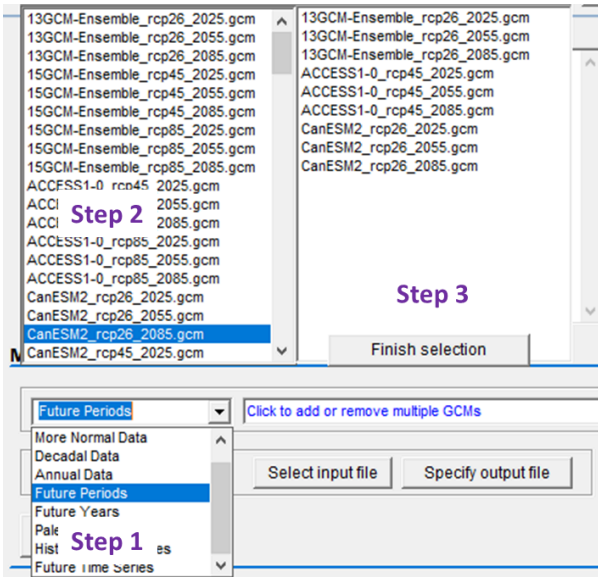 13GCM-Ensemble_rcp26_2025.gcm
13GCM-Ensemble_rcp26_2055.gcm
13GCM-Ensemble_rcp26_2085.gcm
15GCM-Ensemble_rcp45_2025.gcm
15GCM-Ensemble_rcp45_2055.gcm
15GCM-Ensemble_rcp45_2085.gcm
15GCM-Ensemble_rcp85_2025.gcm
15GCM-Ensemble_rcp85_2055.gcm
15GCM-Ensemble_rcp85_2085.gcm
ACCESS1-0_rcp45_2025.gcm
2055.gcm
Step 2
2085.gcm
ACCESS1-0_rcp85_2025.gcm
ACCESS1-0_rcp85_2055.gcm
ACCESS1-0_rcp85_2085.gcm
CanESM2_rcp26_2025.gcm
CanESM2_rcp26_2055.gcm
CanESM2_rcp26_2085.gcm
CanESM2_rcp45_2025.gcm
13GCM-Ensemble_rcp26_2025.gcm
13GCM-Ensemble_rcp26_2055.gcm
13GCM-Ensemble_rcp26_2085.gcm
ACCESS1-0_rcp45_2025.gcm
ACCESS1-0_rcp45_2055.gcm
ACCESS1-0_rcp45_2085.gcm
CanESM2_rcp26_2025.gcm
CanESM2_rcp26_2055.gcm
CanESM2_rcp26_2085.gcm
Step 3
Finish selection
Future Periods
Click to add or remove multiple GCMs
More Normal Data
Decadal Data
Annual Data
Future Periods
Future Years
Step 1
Future Time Series
Select input file
Specify output file